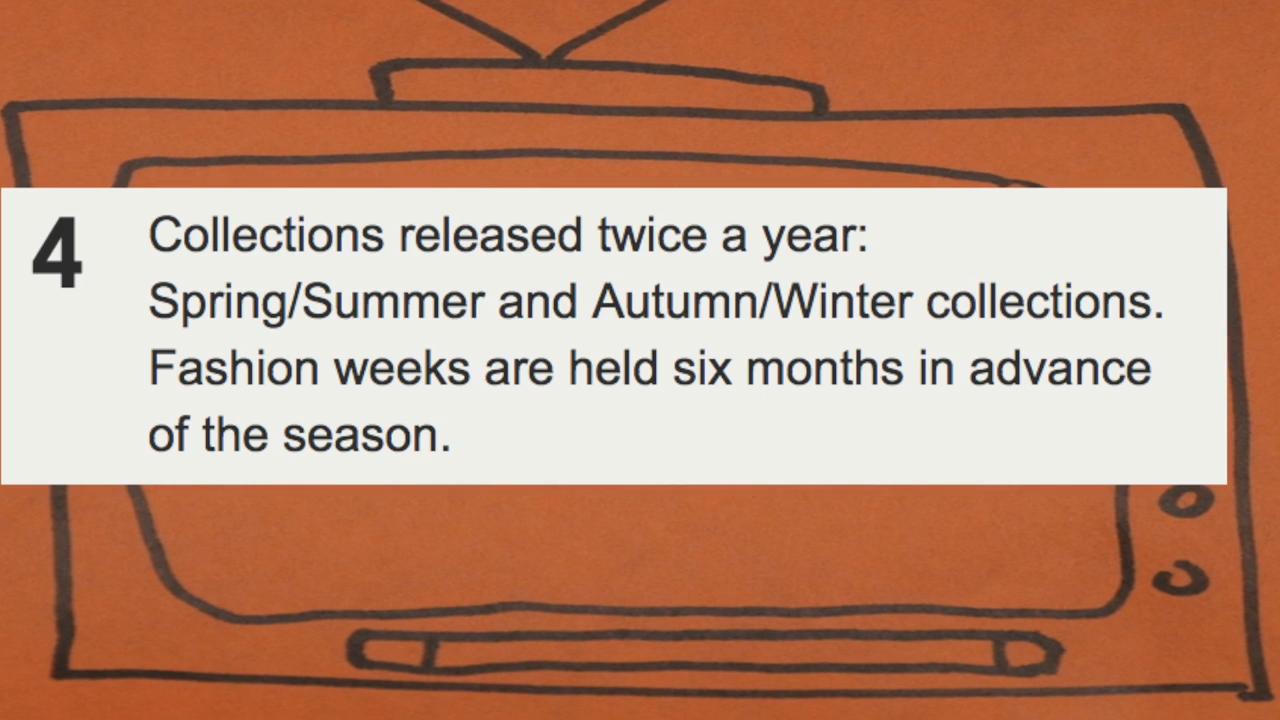 4
Collections released twice a year:
Spring/Summer and Autumn/Winter collections.
Fashion weeks are held six months in advance
of the season.